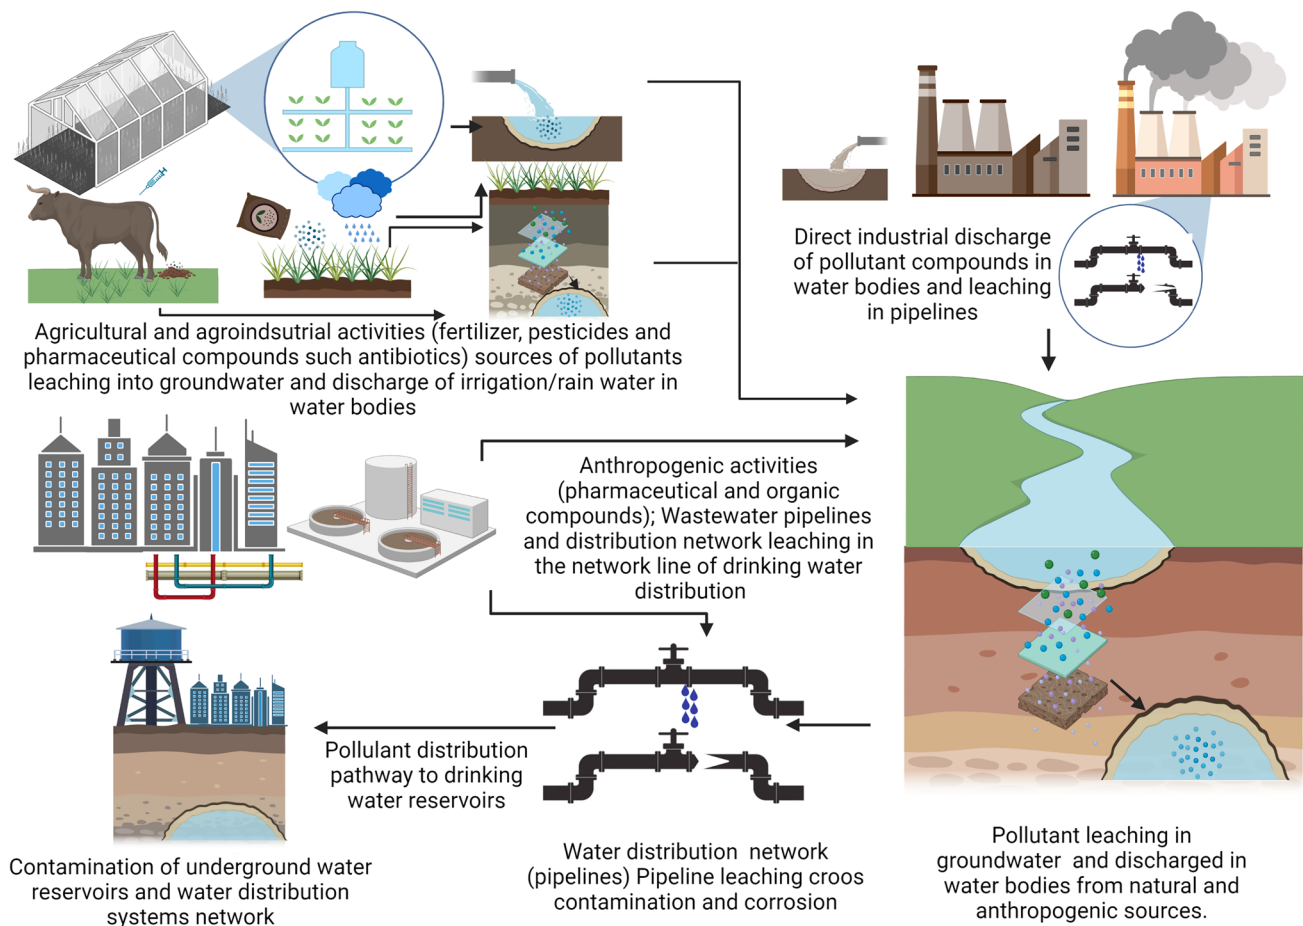 Agricultural and agroindsutrial activities (fertilizer, pesticides and
pharmaceutical compounds such antibiotics) sources of pollutants
leaching into groundwater and discharge of irrigation/rain water in
water bodies
Direct industrial discharge
of pollutant compounds in
water bodies and leaching
in pipelines
Anthropogenic activities
(pharmaceutical and organic
compounds); Wastewater pipelines
and distribution network leaching in
the network line of drinking water
distribution
Pollulant distribution
pathway to drinking
water reservoirs
Contamination of underground water
reservoirs and water distribution
systems network
Water distribution network
(pipelines) Pipeline leaching croos
contamination and corrosion
Pollutant leaching in
groundwater and discharged in
water bodies from natural and
anthropogenic sources.